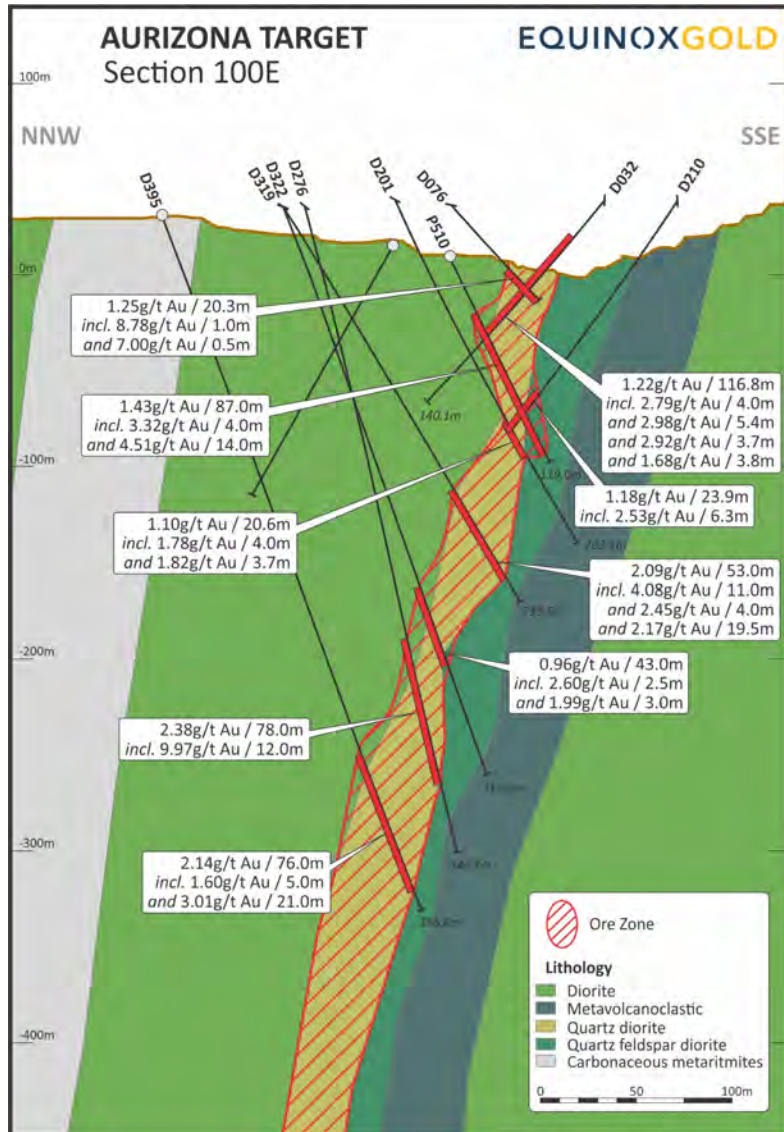 AURIZONA TARGET
Section 100E
EQUINOXGOLD
100m
NNW
SSE
D395
D319
D322
D276
D201
D076
P510
D032
D210
0m
1.25g/t Au / 20.3m
incl. 8.78g/t Au / 1.0m
and 7.00g/t Au / 0.5m
1.43g/t Au / 87.0m
incl. 3.32g/t Au / 4.0m
and 4.51g/t Au / 14.0m
140.1m
1.22g/t Au / 116.8m
incl. 2.79g/t Au / 4.0m
and 2.98g/t Au / 5.4m
and 2.92g/t Au / 3.7m
and 1.68g/t Au / 3.8m
-100m
119.0m
1.18g/t Au / 23.9m
incl. 2.53g/t Au / 6.3m
1.10g/t Au / 20.6m
incl. 1.78g/t Au / 4.0m
and 1.82g/t Au / 3.7m
2.09g/t Au / 53.0m
incl. 4.08g/t Au / 11.0m
and 2.45g/t Au / 4.0m
and 2.17g/t Au / 19.5m
-200m
0.96g/t Au / 43.0m
incl. 2.60g/t Au / 2.5m
and 1.99g/t Au / 3.0m
2.38g/t Au / 78.0m
incl. 9.97g/t Au / 12.0m
-300m
2.14g/t Au / 76.0m
incl. 1.60g/t Au / 5.0m
and 3.01g/t Au / 21.0m
-400m
Ore Zone
Lithology
Diorite
Metavolcanoclastic
Quartz diorite
Quartz feldspar diorite
Carbonaceous metaritmites
0 50 100m